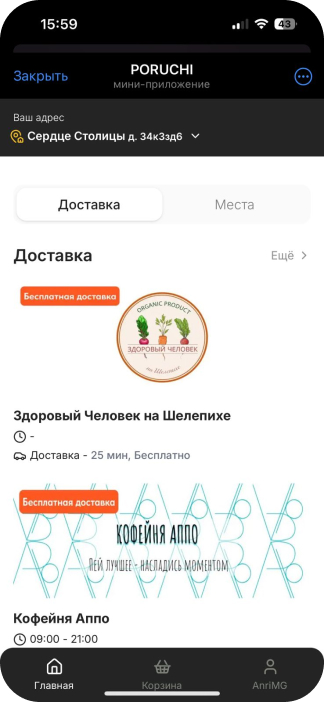 15:59
43
Закрыть
PORUCHI
мини-приложение
Ваш адрес
Сердце Столицы д. 34к3зд6
Доставка
Места
Доставка
Ещё
Бесплатная доставка
ORGANIC PRODUCT
ЗДОРОВЫЙ ЧЕЛОВЕК
на Шелепихе
Здоровый Человек на Шелепихе
-
Доставка - 25 мин, Бесплатно
Бесплатная доставка
КОФЕЙНЯ АППО
Пей лучшее - насладись моментом
Кофейня Аппо
09:00 - 21:00
Главная
Корзина
AnriMG